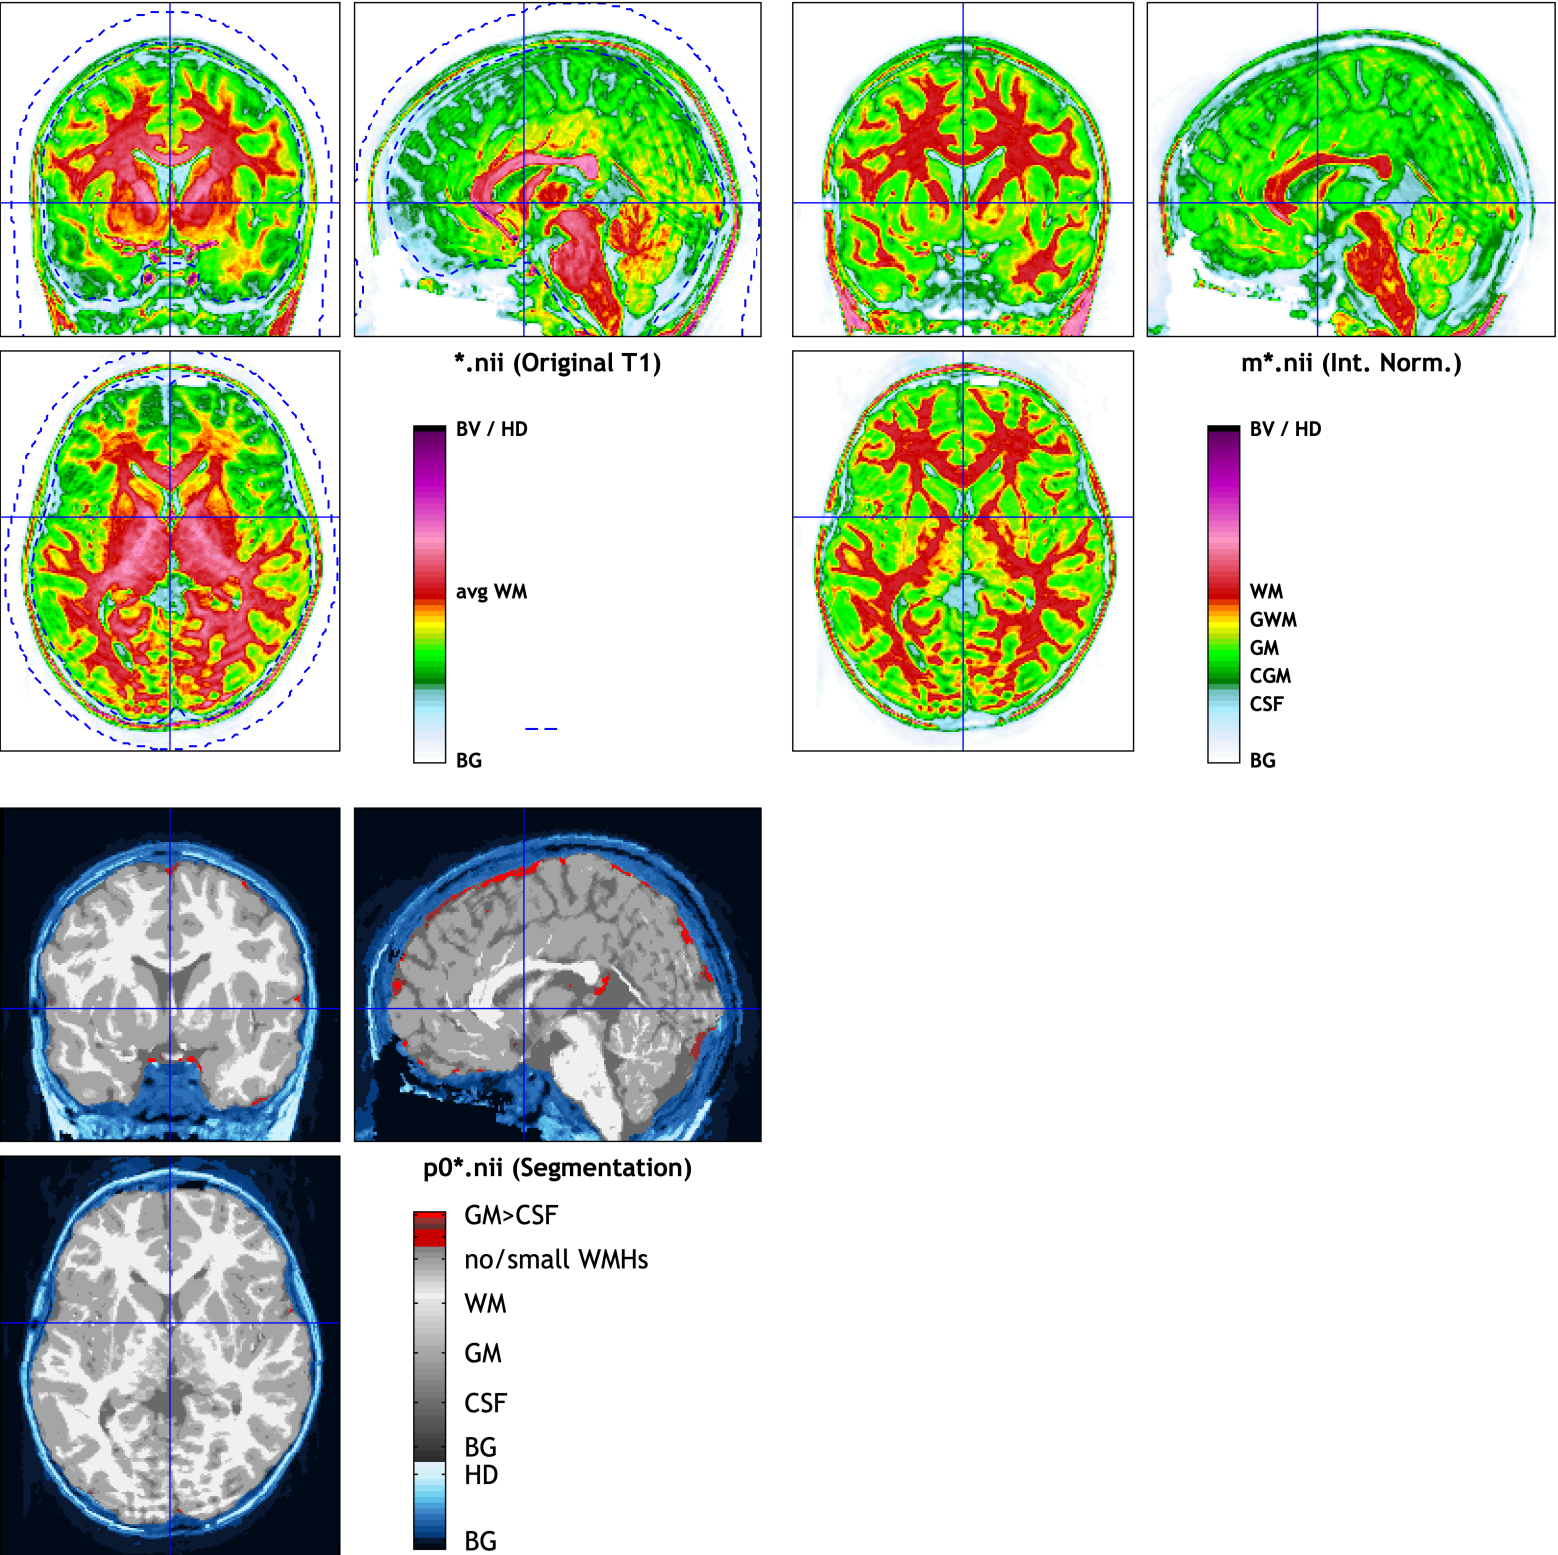 *.nii (Original T1)
BV / HD
avg WM
BG
m*.nii (Int. Norm.)
BV / HD
WM
GWM
GM
CGM
CSF
BG
p0*.nii (Segmentation)
GM>CSF
no/small WMHs
WM
GM
CSF
BG
HD
BG